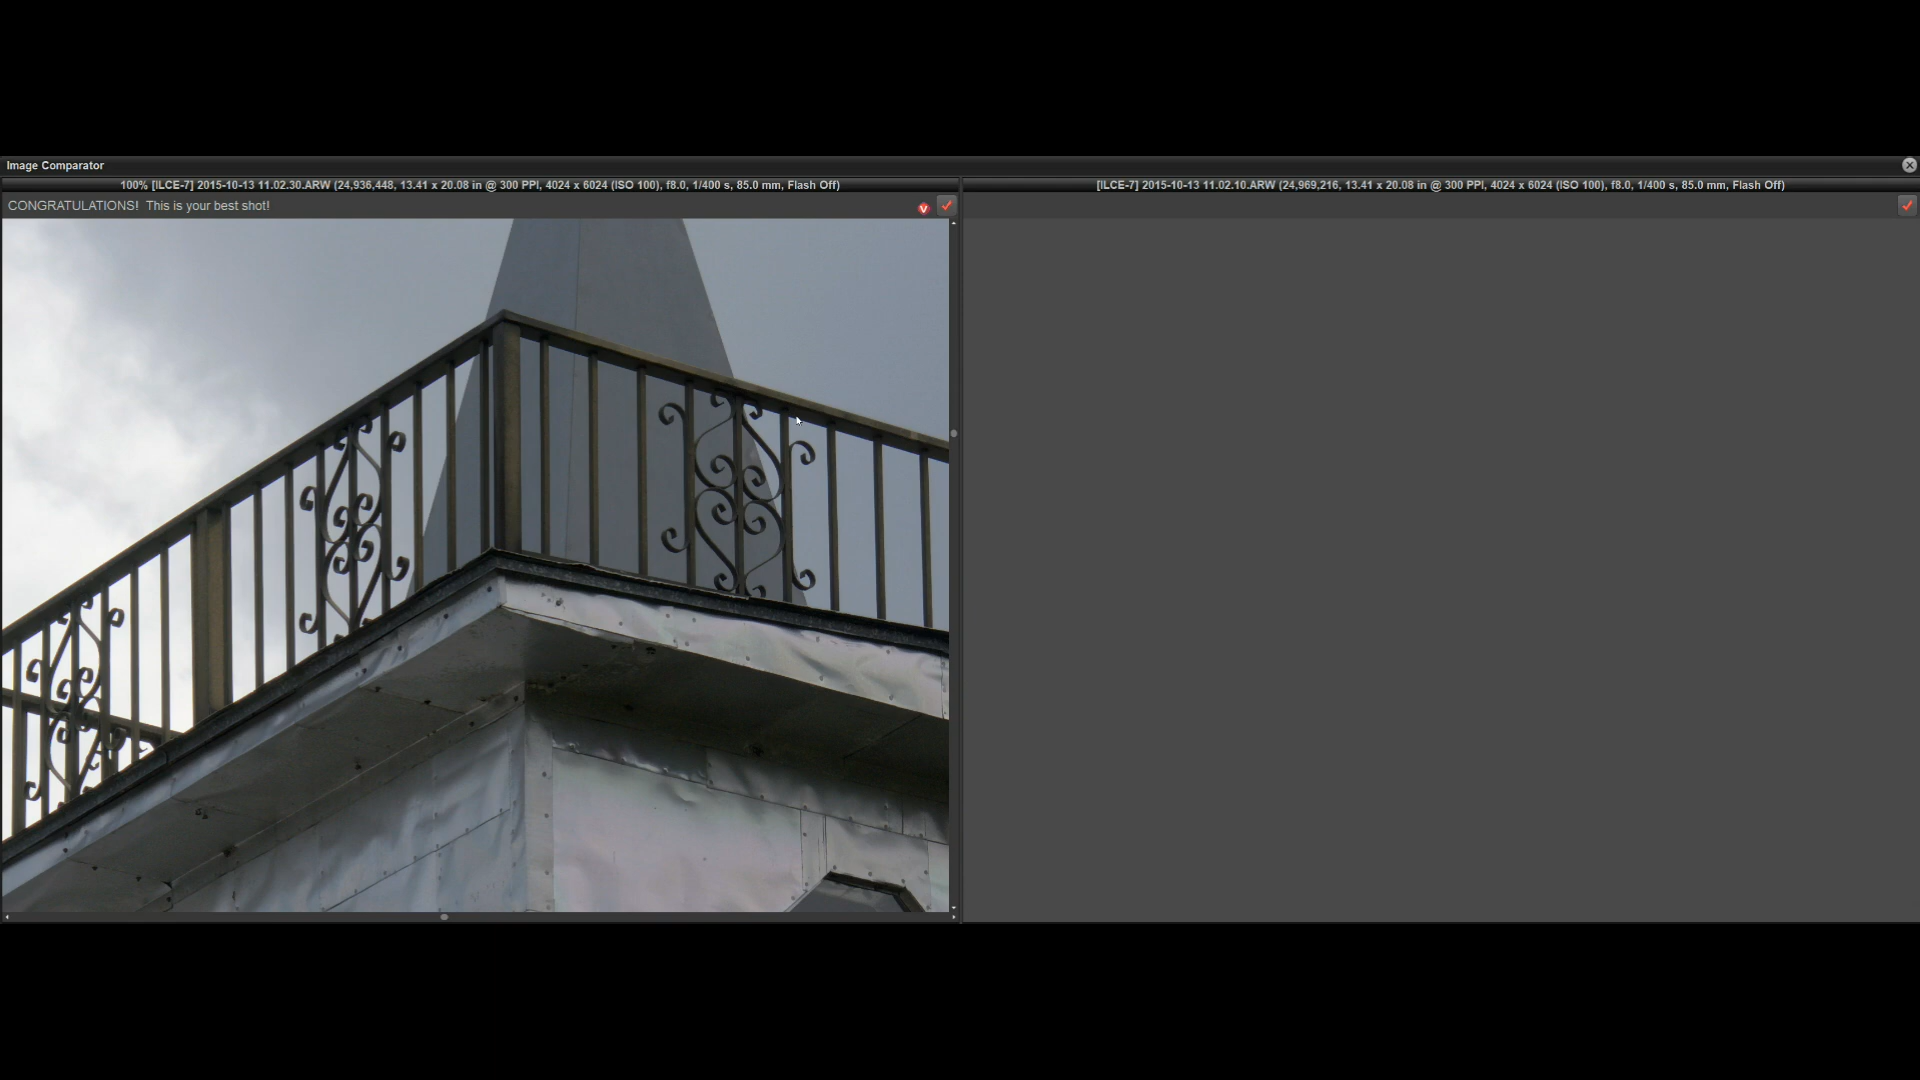 Image Comparator
100% [ILCE-7] 2015-10-13 11.02.30.ARW (24,936,448, 13.41 x 20.08 in @ 300 PPI, 4024 x 6024 (ISO 100), f8.0, 1/400 s, 85.0 mm, Flash Off)
[ILCE-7] 2015-10-13 11.02.10.ARW (24,969,216, 13.41 x 20.08 in @ 300 PPI, 4024 x 6024 (ISO 100), f8.0, 1/400 s, 85.0 mm, Flash Off)
CONGRATULATIONS! This is your best shot!
V